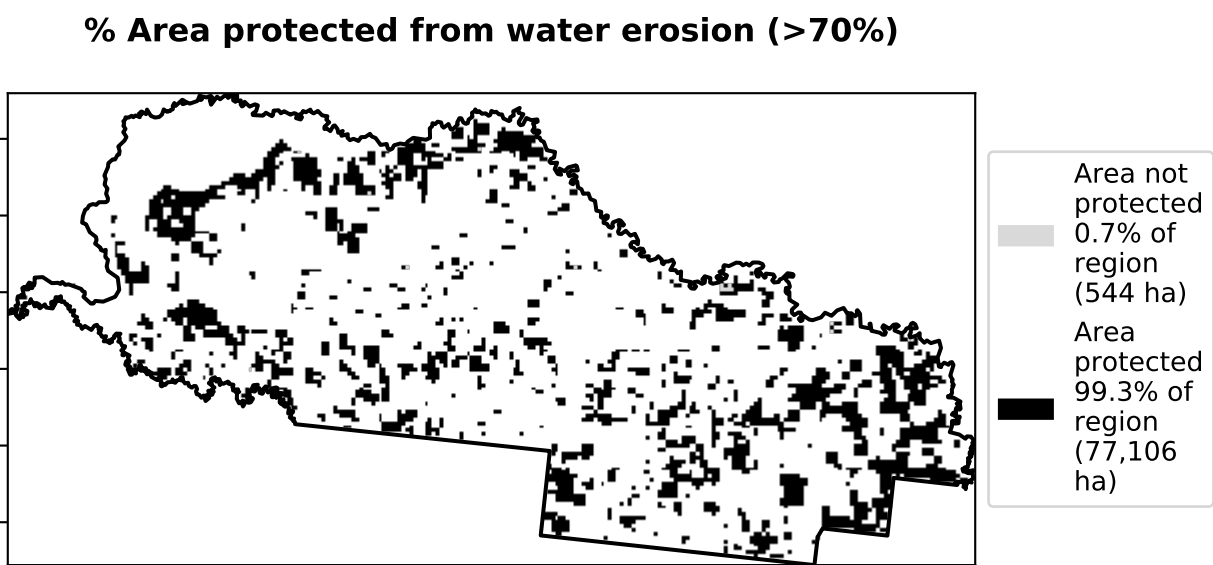 % Area protected from water erosion (>70%)
Area not
protected
0.7% of
region
(544 ha)
Area
protected
99.3% of
region
(77,106
ha)